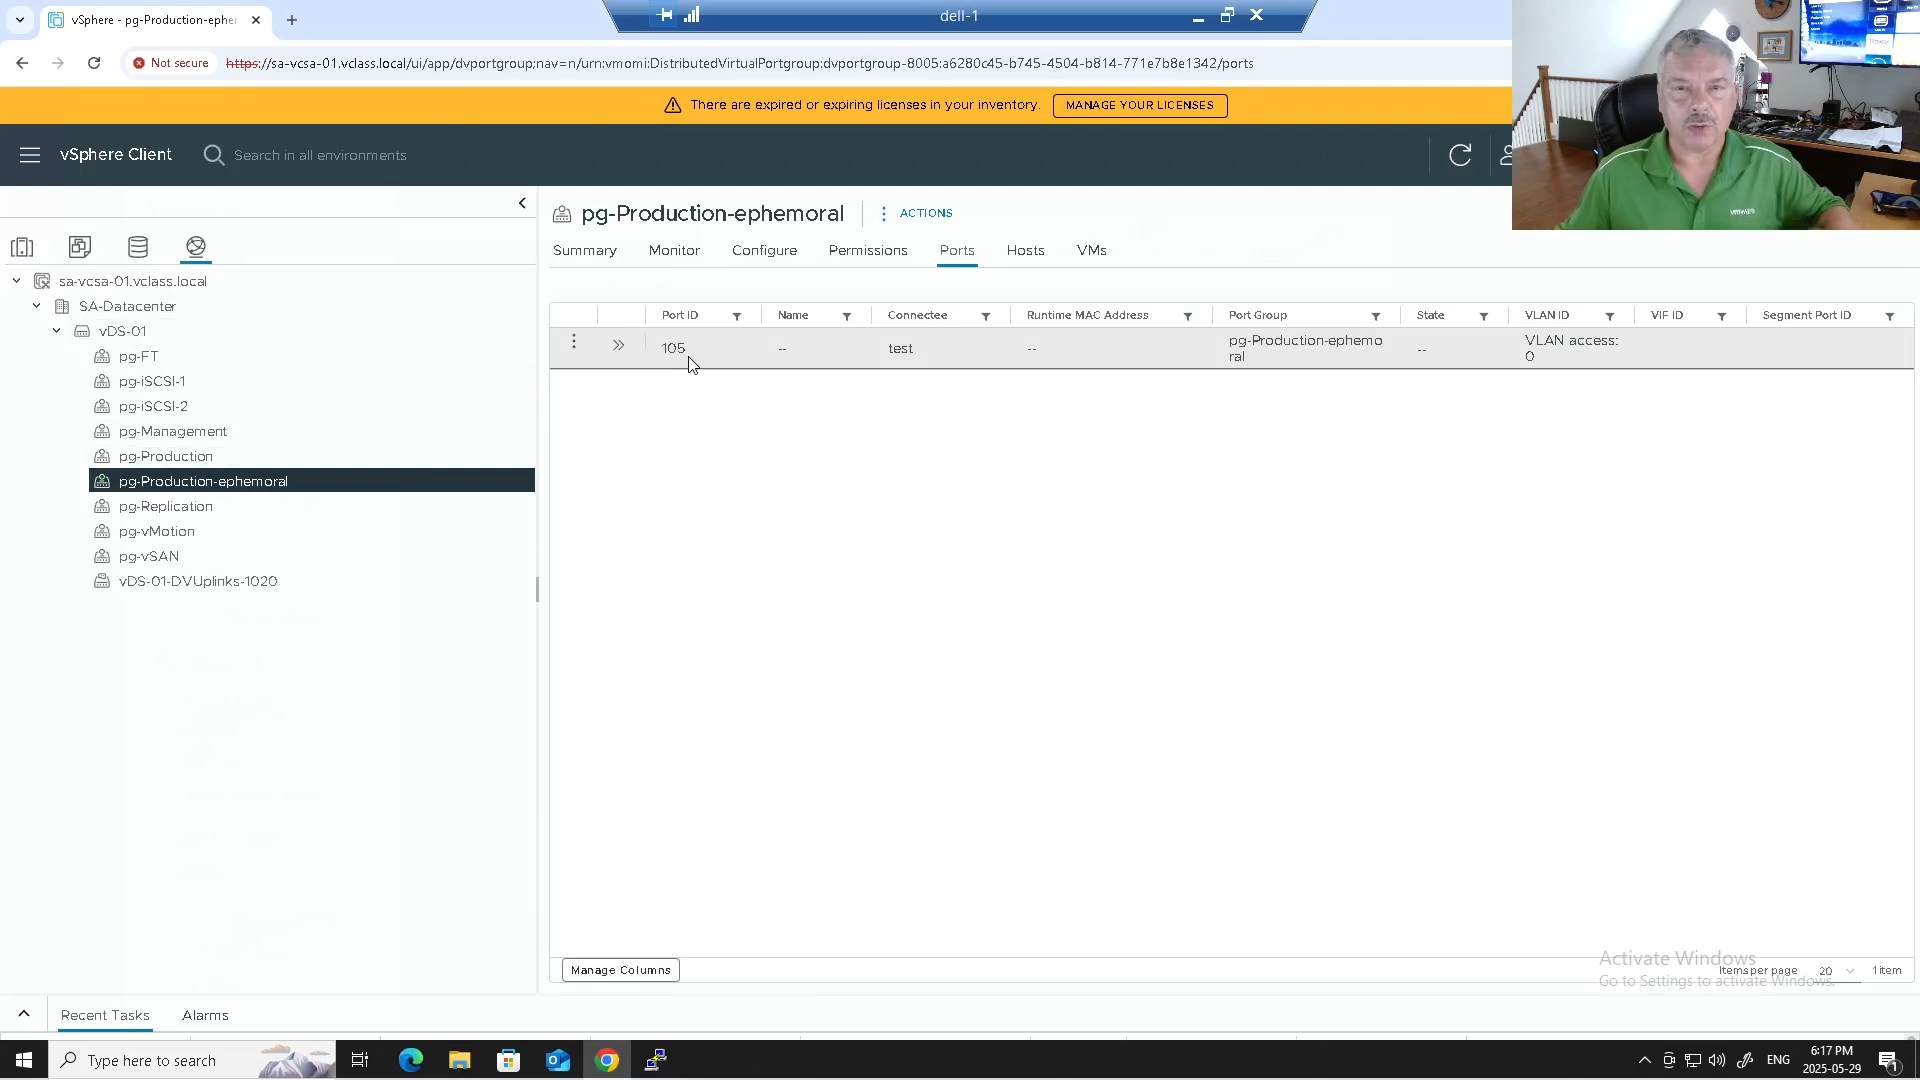 vSphere - pg-Production-epher
dell-1
Not secure
https://sa-vcsa-01.vclass.local/ui/app/dvportgroup;nav=n/urn:vmomi:DistributedVirtualPortgroup:dvportgroup-8005:a6280c45-b745-4504-b814-771e7b8e1342/ports
There are expired or expiring licenses in your inventory.
MANAGE YOUR LICENSES
vSphere Client
Search in all environments
pg-Production-ephemoral
ACTIONS
Summary
Monitor
Configure
Permissions
Ports
Hosts
VMs
sa-vcsa-01.vclass.local
SA-Datacenter
vDS-01
pg-FT
pg-iSCSI-1
pg-iSCSI-2
pg-Management
pg-Production
pg-Production-ephemoral
pg-Replication
pg-vMotion
pg-vSAN
vDS-01-DVUplinks-1020
Port ID
Name
Connectee
Runtime MAC Address
Port Group
State
VLAN ID
VIF ID
Segment Port ID
105
--
test
--
pg-Production-ephemo
ral
--
VLAN access:
0
Manage Columns
Activate Windows
Go to Settings to activate Windows.
Items per page
20
1 item
Recent Tasks
Alarms
Type here to search
ENG
6:17 PM
2025-05-29
1
vmware